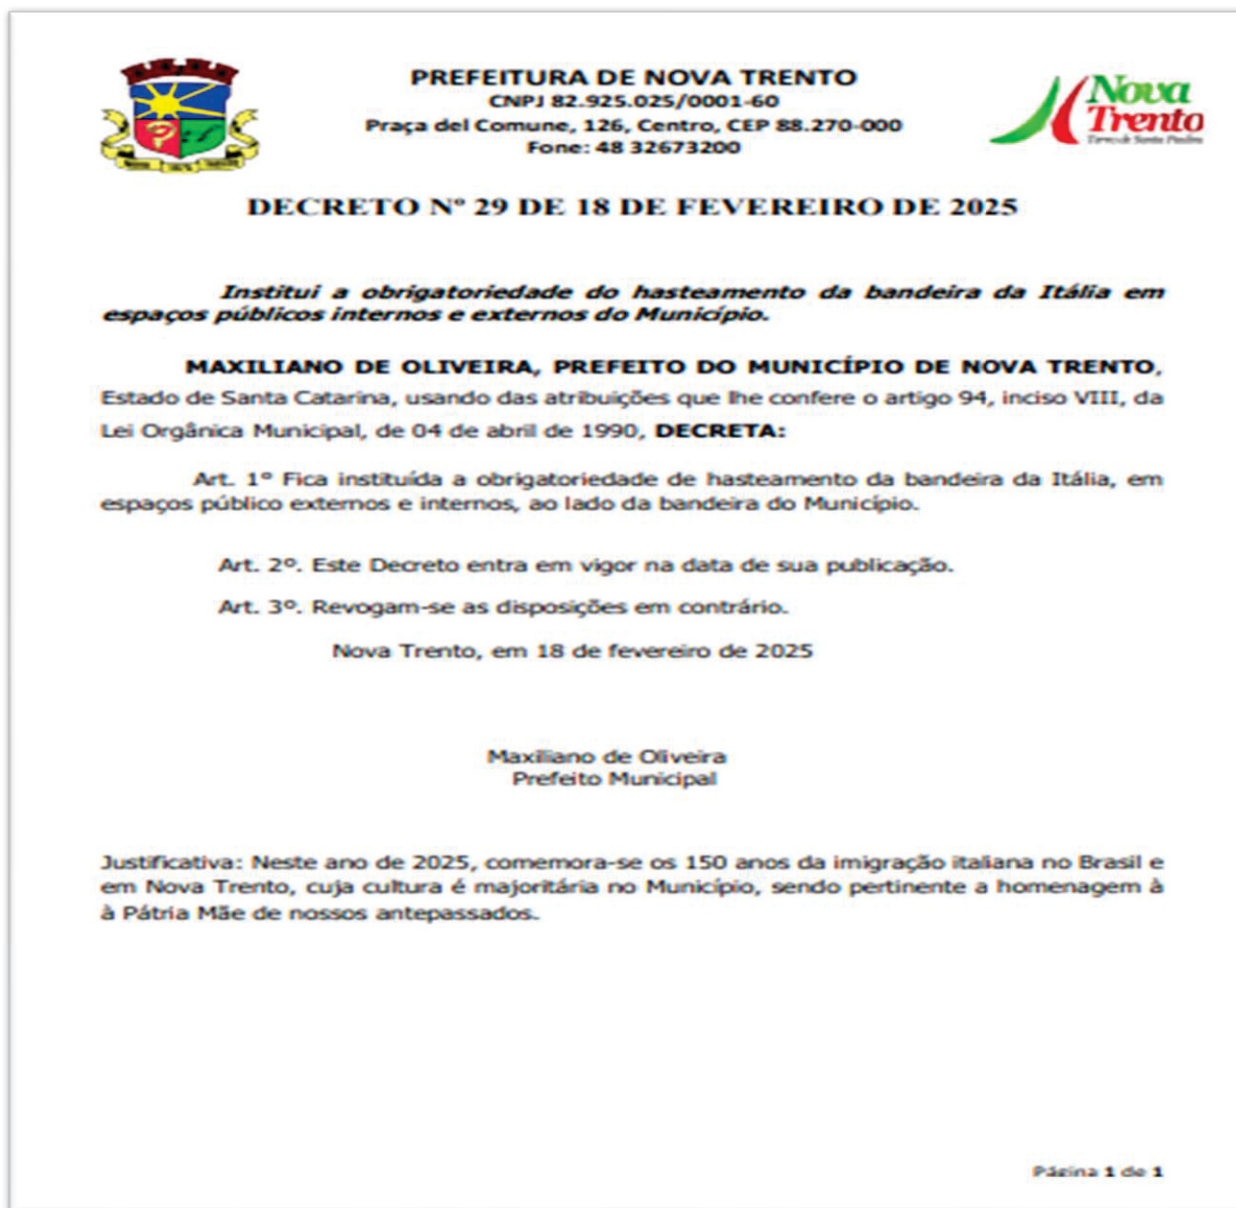 PREFEITURA DE NOVA TRENTO
CNPJ 82.925.025/0001-60
Praça del Comune, 126, Centro, CEP 88.270-000
Fone: 48 32673200
Nova
Trento
Terra de Santa Paulina
DECRETO Nº 29 DE 18 DE FEVEREIRO DE 2025
Institui a obrigatoriedade do hasteamento da bandeira da Itália em
espaços públicos internos e externos do Município.
MAXILIANO DE OLIVEIRA, PREFEITO DO MUNICÍPIO DE NOVA TRENTO,
Estado de Santa Catarina, usando das atribuições que lhe confere o artigo 94, inciso VIII, da
Lei Orgânica Municipal, de 04 de abril de 1990, DECRETA:
Art. 1º Fica instituída a obrigatoriedade de hasteamento da bandeira da Itália, em
espaços público externos e internos, ao lado da bandeira do Município.
Art. 2º. Este Decreto entra em vigor na data de sua publicação.
Art. 3º. Revogam-se as disposições em contrário.
Nova Trento, em 18 de fevereiro de 2025
Maxiliano de Oliveira
Prefeito Municipal
Justificativa: Neste ano de 2025, comemora-se os 150 anos da imigração italiana no Brasil e
em Nova Trento, cuja cultura é majoritária no Município, sendo pertinente a homenagem à
à Pátria Mãe de nossos antepassados.
Página 1 de 1